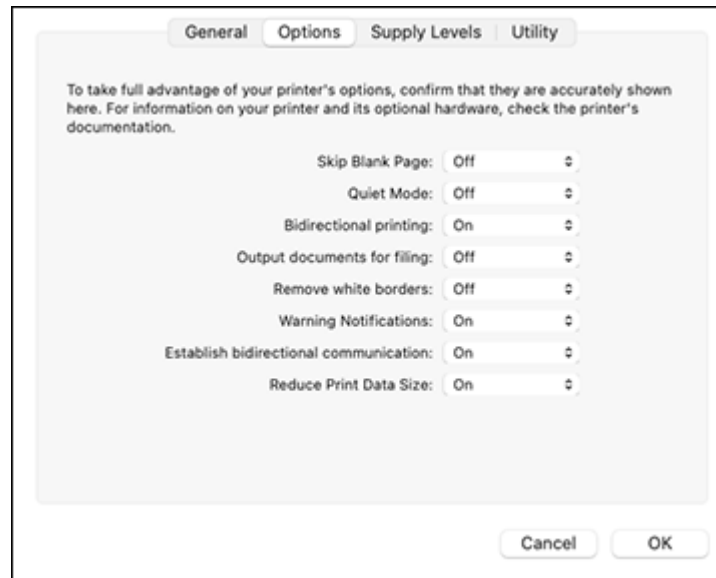 General Options Supply Levels Utility
To take full advantage of your printer's options, confirm that they are accurately shown
here. For information on your printer and its optional hardware, check the printer's
documentation.
Skip Blank Page: Off
Quiet Mode: Off
Bidirectional printing: On
Output documents for filing: Off
Remove white borders: Off
Warning Notifications: On
Establish bidirectional communication: On
Reduce Print Data Size: On
Cancel OK